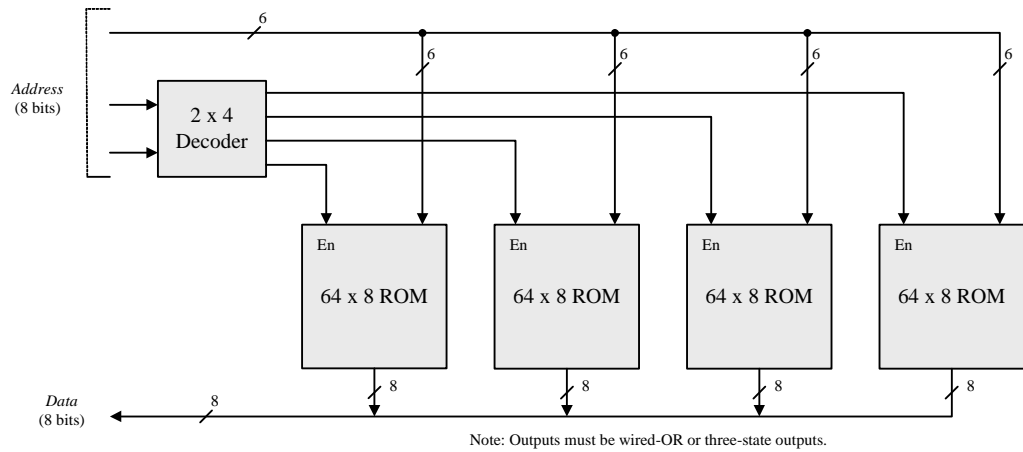 6
6 6 6 6
Address
(8 bits)
2 x 4
Decoder
En En En En
64 x 8 ROM 64 x 8 ROM 64 x 8 ROM 64 x 8 ROM
8 8 8 8
Data
(8 bits)
8
Note: Outputs must be wired-OR or three-state outputs.